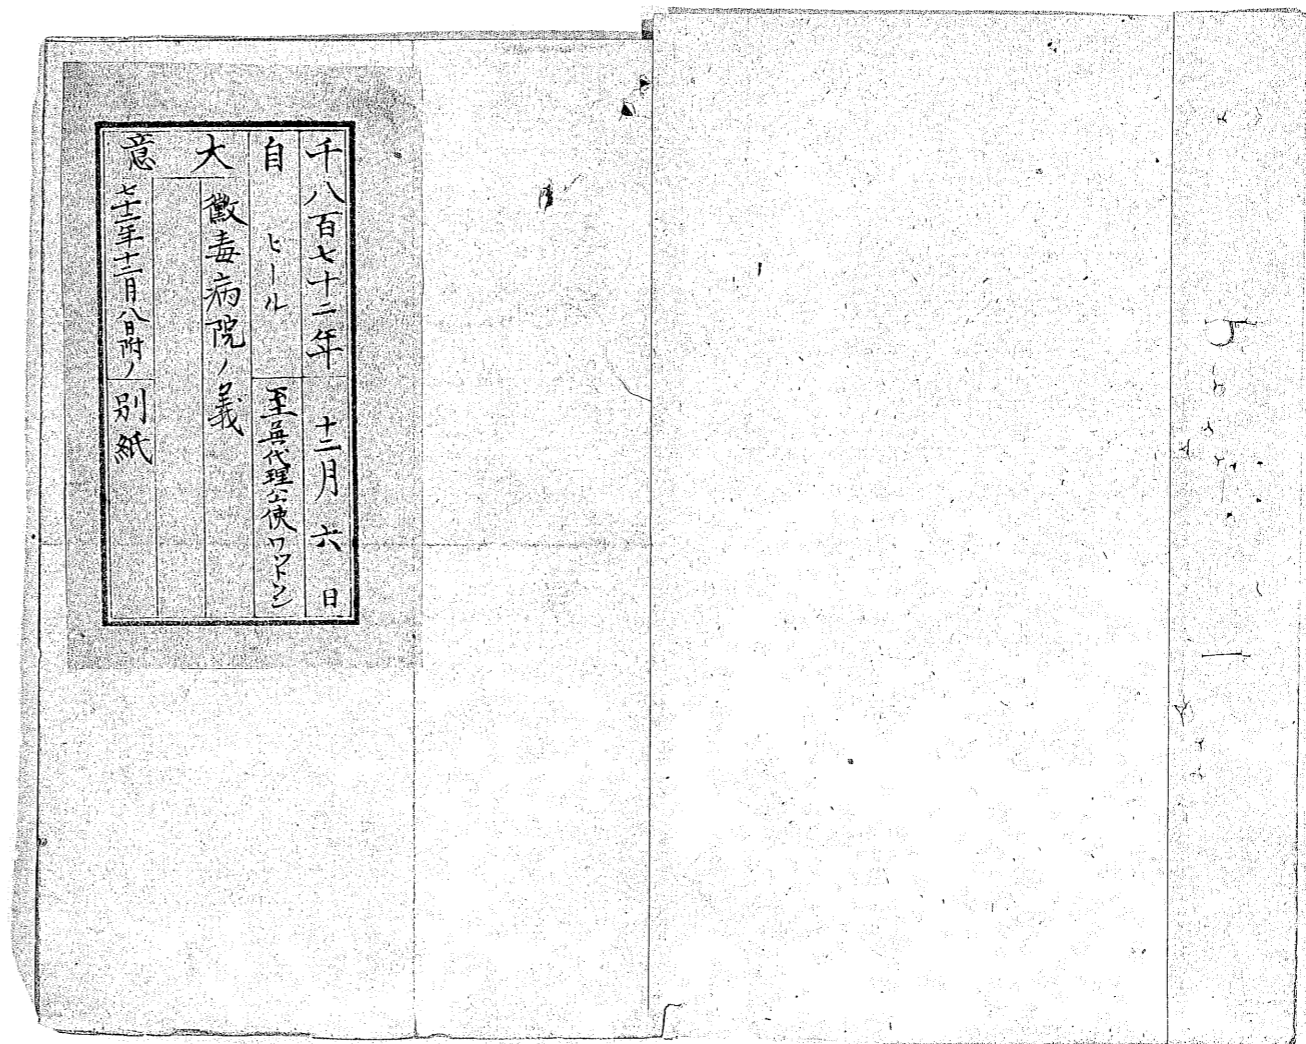 千八百七十二年 十二月 六 日
自 ヒール
至英代理公使ワットソン
大意
黴毒病院ノ義
七十二年十二月八日附ノ 別紙